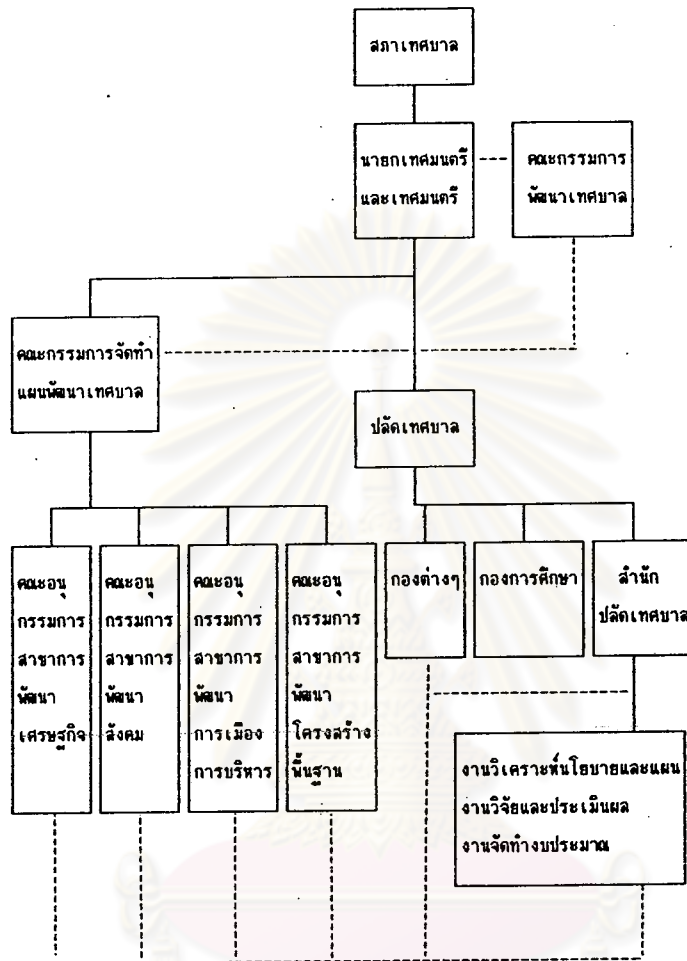 สภาเทศบาล
นายกเทศมนตรี
และเทศมนตรี
คณะกรรมการ
พัฒนาเทศบาล
คณะกรรมการจัดทำ
แผนพัฒนาเทศบาล
ปลัดเทศบาล
คณะอนุ
กรรมการ
สาขาการ
พัฒนา
เศรษฐกิจ
คณะอนุ
กรรมการ
สาขาการ
พัฒนา
สังคม
คณะอนุ
กรรมการ
สาขาการ
พัฒนา
การเมือง
การบริหาร
คณะอนุ
กรรมการ
สาขาการ
พัฒนา
โครงสร้าง
พื้นฐาน
กองต่างๆ
กองการศึกษา
สำนัก
ปลัดเทศบาล
งานวิเคราะห์นโยบายและแผน
งานวิจัยและประเมินผล
งานจัดทำงบประมาณ